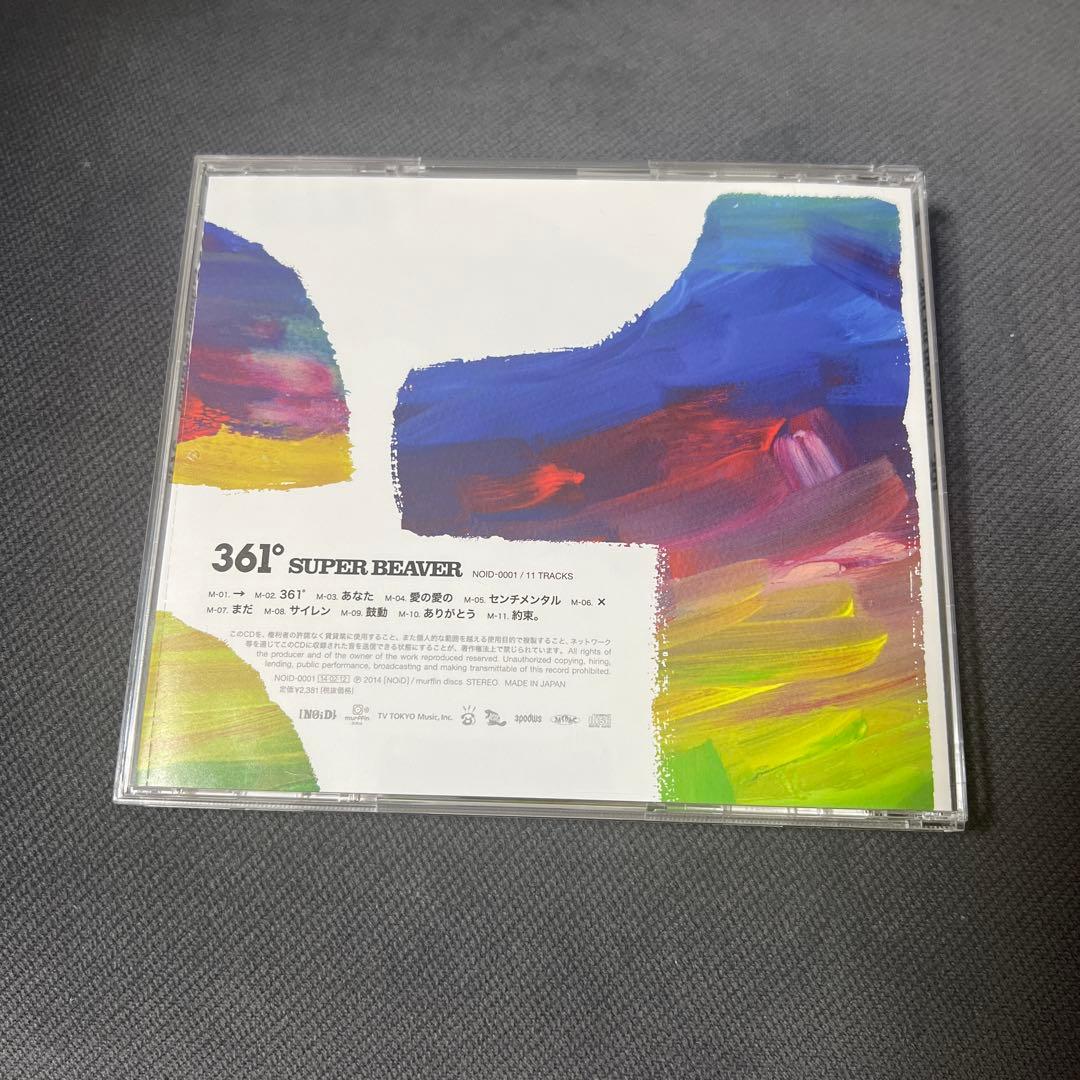 361° SUPER BEAVER NOID-0001 / 11 TRACKS
M-01. → M-02. 361° M-03. あなた M-04. 愛の愛の M-05. センチメンタル M-06. ×
M-07. まだ M-08. サイレン M-09. 鼓動 M-10. ありがとう M-11. 約束。
このCDを、権利者の許諾なく賃貸業に使用すること、また個人的な範囲を越える使用目的で複製すること、ネットワーク
等を通じてこのCDに収録された音を送信できる状態にすることが、著作権法上で禁じられています。All rights of
the producer and of the owner of the work reproduced reserved. Unauthorized copying, hiring,
lending, public performance, broadcasting and making transmittable of this record prohibited.
NOID-0001 14·02·12 ℗ 2014 [NOiD] / murffin discs STEREO MADE IN JAPAN
定価¥2,381(税抜価格)
[NOiD] murffin TV TOKYO Music, Inc. 3podws